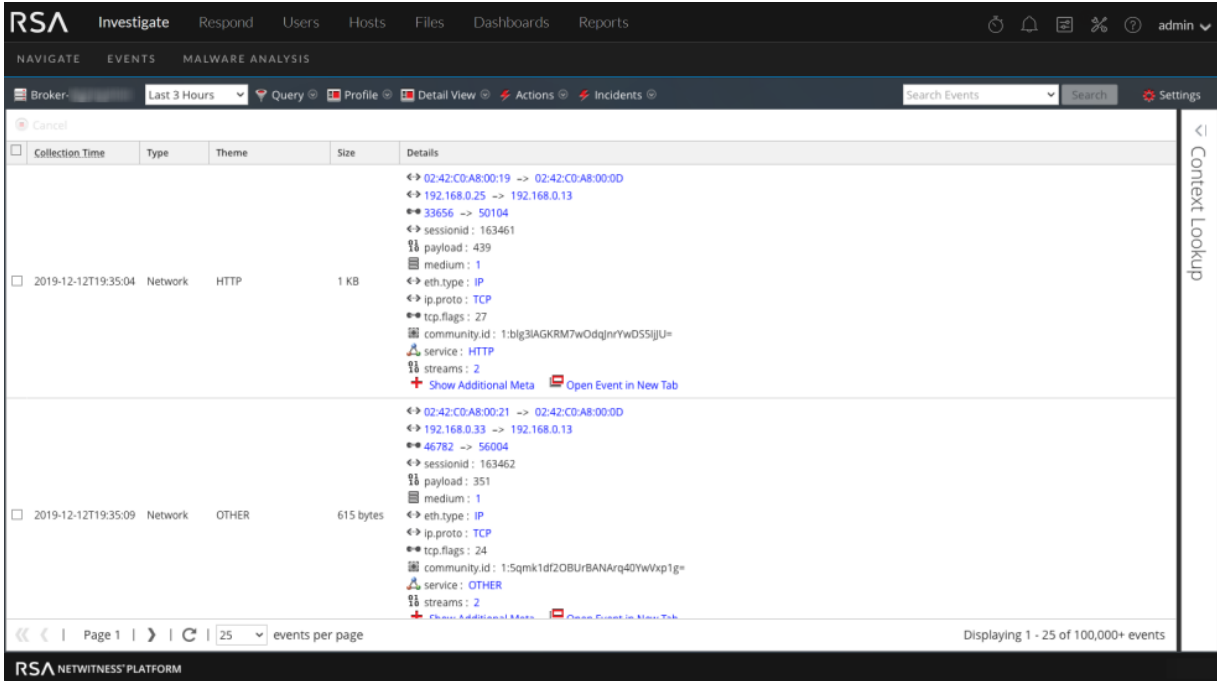 RSA Investigate Respond Users Hosts Files Dashboards Reports admin
NAVIGATE EVENTS MALWARE ANALYSIS
Broker- Last 3 Hours Query Profile Detail View Actions Incidents Search Events Search Settings
Cancel
Collection Time Type Theme Size Details
02:42:C0:A8:00:19 -> 02:42:C0:A8:00:0D
192.168.0.25 -> 192.168.0.13
33656 -> 50104
sessionid : 163461
payload : 439
medium : 1
2019-12-12T19:35:04 Network HTTP 1 KB eth.type : IP
ip.proto : TCP
tcp.flags : 27
community.id : 1:blg3lAGKRM7wOdqJnrYwDS5IjJU=
service : HTTP
streams : 2
Show Additional Meta Open Event in New Tab
02:42:C0:A8:00:21 -> 02:42:C0:A8:00:0D
192.168.0.33 -> 192.168.0.13
46782 -> 56004
sessionid : 163462
payload : 351
medium : 1
2019-12-12T19:35:09 Network OTHER 615 bytes eth.type : IP
ip.proto : TCP
tcp.flags : 24
community.id : 1:5qmk1df2OBUrBANArq40YwVxp1g=
service : OTHER
streams : 2
Show Additional Meta Open Event in New Tab
Context Lookup
Page 1 25 events per page Displaying 1 - 25 of 100,000+ events
RSA NETWITNESS® PLATFORM